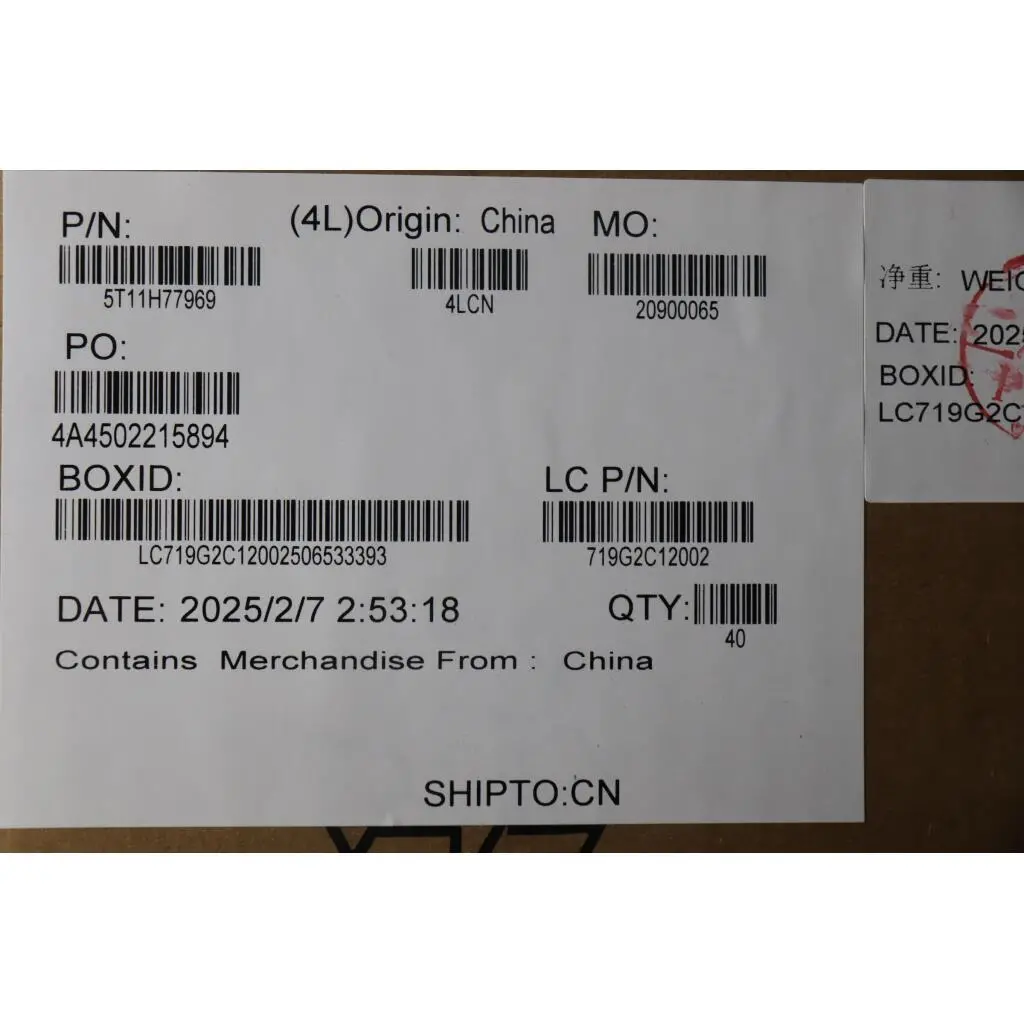 P/N: (4L)Origin: China MO:
5T11H77969 4LCN 20900065
PO:
4A4502215894
BOXID: LC P/N:
LC719G2C12002506533393 719G2C12002
DATE: 2025/2/7 2:53:18 QTY:
40
Contains Merchandise From : China
SHIPTO:CN
净重:
DATE:
BOXID: